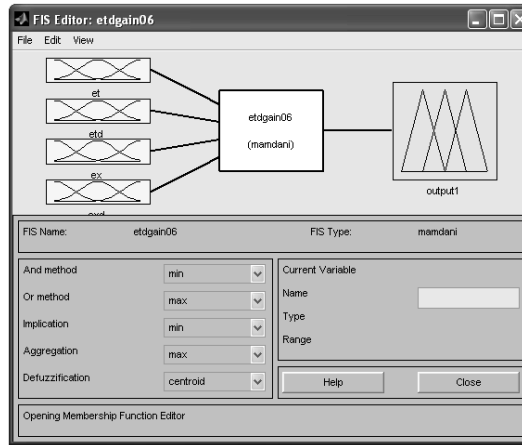 FIS Editor: etdgain06
File Edit View
et
etd
ex
exd
etdgain06
(mamdani)
output1
FIS Name: etdgain06 FIS Type: mamdani
And method min
Or method max
Implication min
Aggregation max
Defuzzification centroid
Current Variable
Name
Type
Range
Help Close
Opening Membership Function Editor